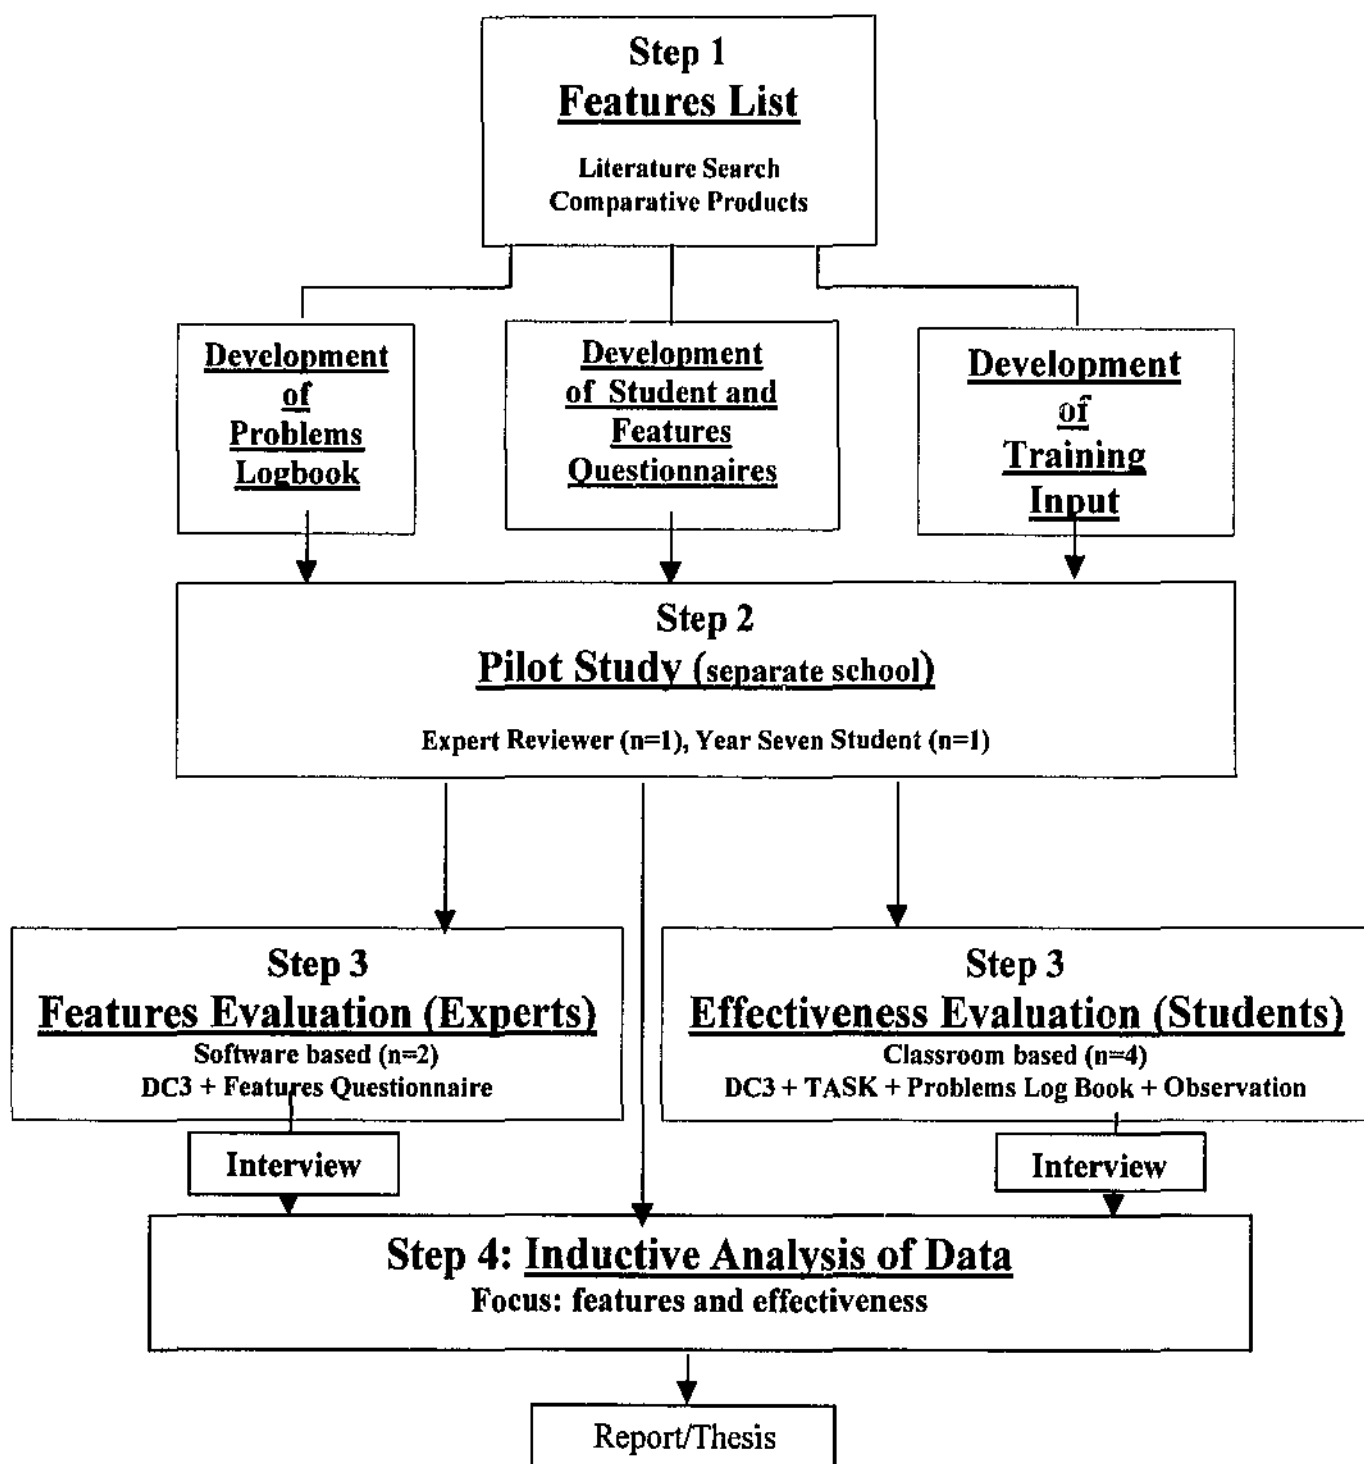 Step 1
Features List
Literature Search
Comparative Products
Development
of
Problems
Logbook
Development
of Student and
Features
Questionnaires
Development
of
Training
Input
Step 2
Pilot Study (separate school)
Expert Reviewer (n=1), Year Seven Student (n=1)
Step 3
Features Evaluation (Experts)
Software based (n=2)
DC3 + Features Questionnaire
Interview
Step 3
Effectiveness Evaluation (Students)
Classroom based (n=4)
DC3 + TASK + Problems Log Book + Observation
Interview
Step 4: Inductive Analysis of Data
Focus: features and effectiveness
Report/Thesis